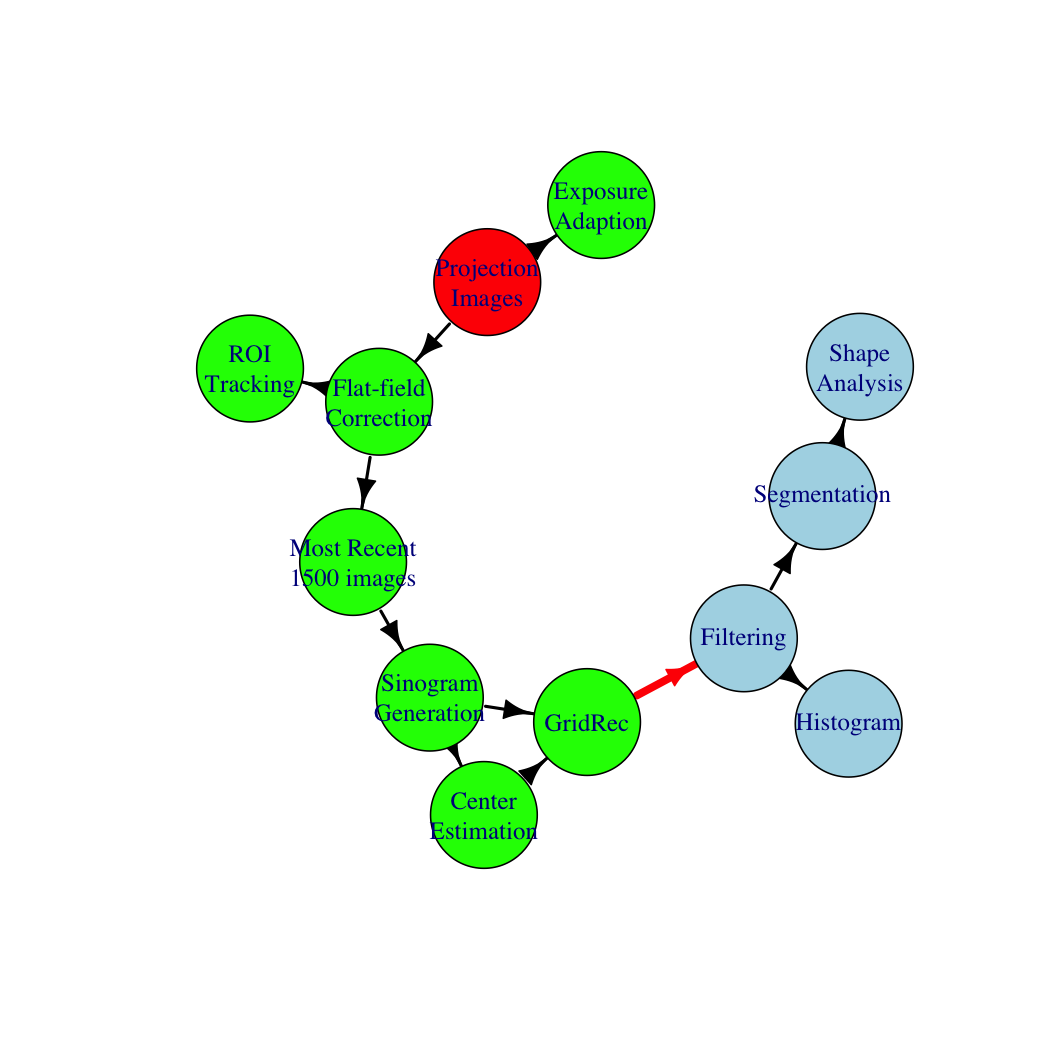 Exposure
Adaption
Projection
Images
ROI
Tracking
Flat-field
Correction
Shape
Analysis
Segmentation
Most Recent
1500 images
Filtering
Sinogram
Generation
GridRec
Histogram
Center
Estimation